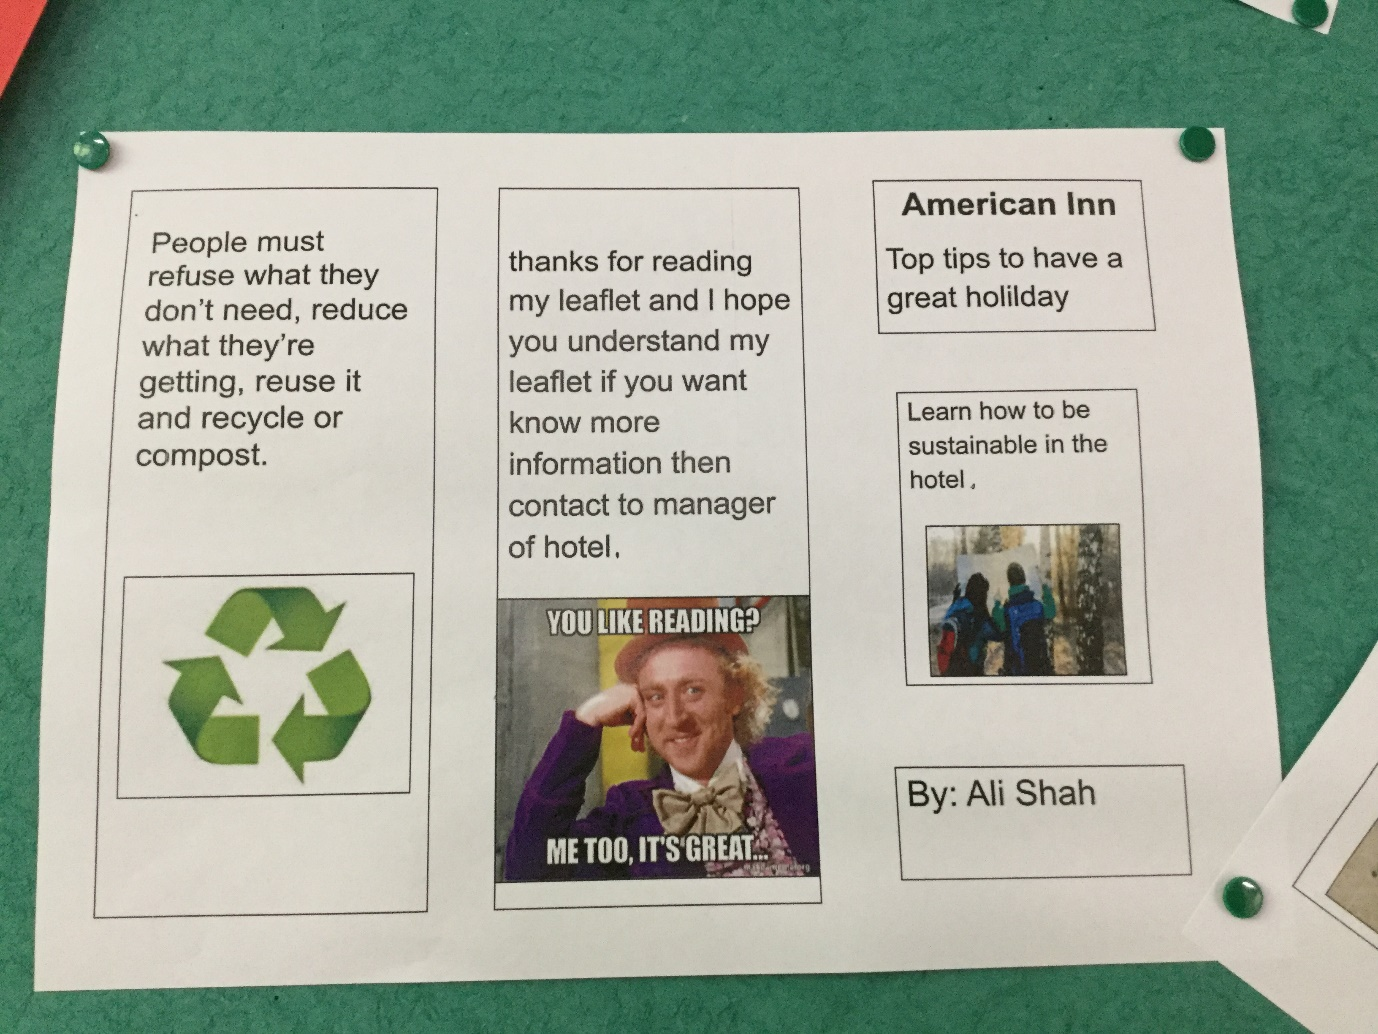 People must
refuse what they
don't need, reduce
what they're
getting, reuse it
and recycle or
compost.
thanks for reading
my leaflet and I hope
you understand my
leaflet if you want
know more
information then
contact to manager
of hotel.
YOU LIKE READING?
ME TOO, IT'S GREAT...
American Inn
Top tips to have a
great holilday
Learn how to be
sustainable in the
hotel.
By: Ali Shah